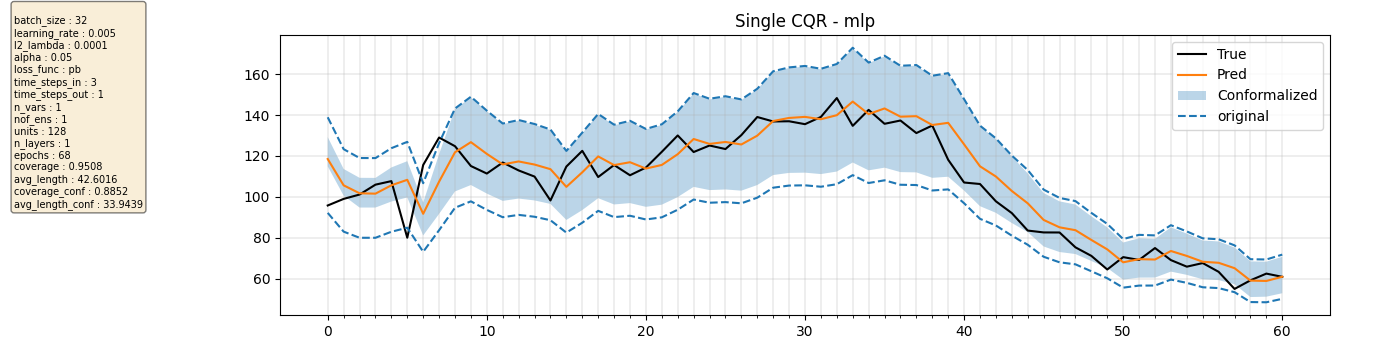 batch_size : 32
learning_rate : 0.005
l2_lambda : 0.0001
alpha : 0.05
loss_func : pb
time_steps_in : 3
time_steps_out : 1
n_vars : 1
nof_ens : 1
units : 128
n_layers : 1
epochs : 68
coverage : 0.9508
avg_length : 42.6016
coverage_conf : 0.8852
avg_length_conf : 33.9439
Single CQR - mlp
True
Pred
Conformalized
original
160
140
120
100
80
60
0 10 20 30 40 50 60